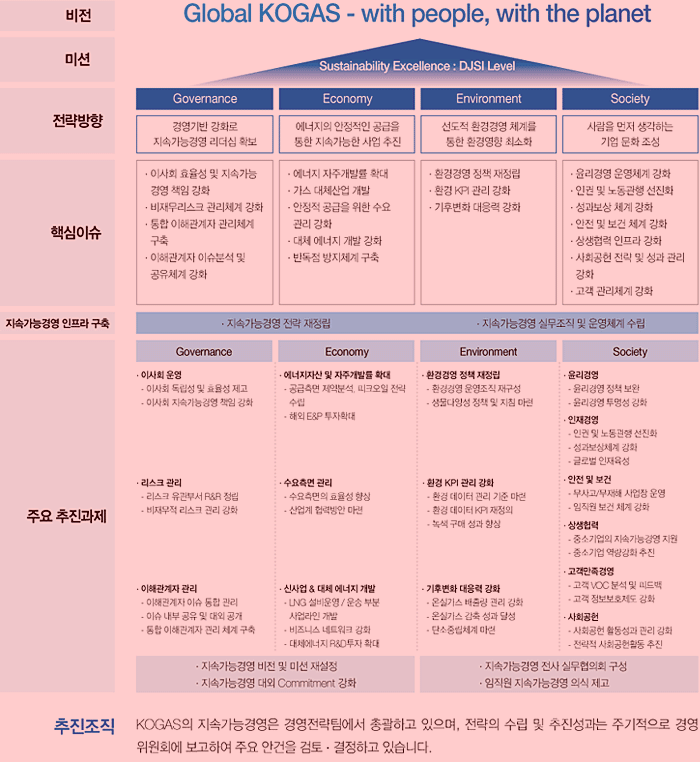 비전
Global KOGAS - with people, with the planet
미션
Sustainability Excellence : DJSI Level
전략방향
Governance
경영기반 강화로
지속가능경영 리더십 확보
Economy
에너지의 안정적인 공급을
통한 지속가능한 사업 추진
Environment
선도적 환경경영 체계를
통한 환경영향 최소화
Society
사람을 먼저 생각하는
기업 문화 조성
핵심이슈
· 이사회 효율성 및 지속가능
경영 책임 강화
· 비재무리스크 관리체계 강화
· 통합 이해관계자 관리체계
구축
· 이해관계자 이슈분석 및
공유체계 강화
· 에너지 자주개발률 확대
· 가스 대체산업 개발
· 안정적 공급을 위한 수요
관리 강화
· 대체 에너지 개발 강화
· 반독점 방지체계 구축
· 환경경영 정책 재정립
· 환경 KPI 관리 강화
· 기후변화 대응력 강화
· 윤리경영 운영체계 강화
· 인권 및 노동관행 선진화
· 성과보상 체계 강화
· 안전 및 보건 체계 강화
· 상생협력 인프라 강화
· 사회공헌 전략 및 성과 관리
강화
· 고객 관리체계 강화
지속가능경영 인프라 구축
· 지속가능경영 전략 재정립
· 지속가능경영 실무조직 및 운영체계 수립
주요 추진과제
Governance
· 이사회 운영
- 이사회 독립성 및 효율성 제고
- 이사회 지속가능경영 책임 강화
· 리스크 관리
- 리스크 유관부서 R&R 정립
- 비재무적 리스크 관리 강화
· 이해관계자 관리
- 이해관계자 이슈 통합 관리
- 이슈 내부 공유 및 대외 공개
- 통합 이해관계자 관리 체계 구축
Economy
· 에너지자산 및 자주개발률 확대
- 공급측면 제약분석, 피크오일 전략
수립
- 해외 E&P 투자확대
· 수요측면 관리
- 수요측면의 효율성 향상
- 산업계 협력방안 마련
· 신사업 & 대체 에너지 개발
- LNG 설비운영 / 운송 부분
사업라인 개발
- 비즈니스 네트워크 강화
- 대체에너지 R&D투자 확대
Environment
· 환경경영 정책 재정립
- 환경경영 운영조직 재구성
- 생물다양성 정책 및 지침 마련
· 환경 KPI 관리 강화
- 환경 데이터 관리 기준 마련
- 환경 데이터 KPI 재정의
- 녹색 구매 성과 향상
· 기후변화 대응력 강화
- 온실가스 배출량 관리 강화
- 온실가스 감축 성과 달성
- 탄소중립체계 마련
Society
· 윤리경영
- 윤리경영 정책 보완
- 윤리경영 투명성 강화
· 인재경영
- 인권 및 노동관행 선진화
- 성과보상체계 강화
- 글로벌 인재육성
· 안전 및 보건
- 무사고/무재해 사업장 운영
- 임직원 보건 체계 강화
· 상생협력
- 중소기업의 지속가능경영 지원
- 중소기업 역량강화 추진
· 고객만족경영
- 고객 VOC 분석 및 피드백
- 고객 정보보호제도 강화
· 사회공헌
- 사회공헌 활동성과 관리 강화
- 전략적 사회공헌활동 추진
· 지속가능경영 비전 및 미션 재설정
· 지속가능경영 대외 Commitment 강화
· 지속가능경영 전사 실무협의회 구성
· 임직원 지속가능경영 의식 제고
추진조직
KOGAS의 지속가능경영은 경영전략팀에서 총괄하고 있으며, 전략의 수립 및 추진성과는 주기적으로 경영
위원회에 보고하여 주요 안건을 검토 · 결정하고 있습니다.